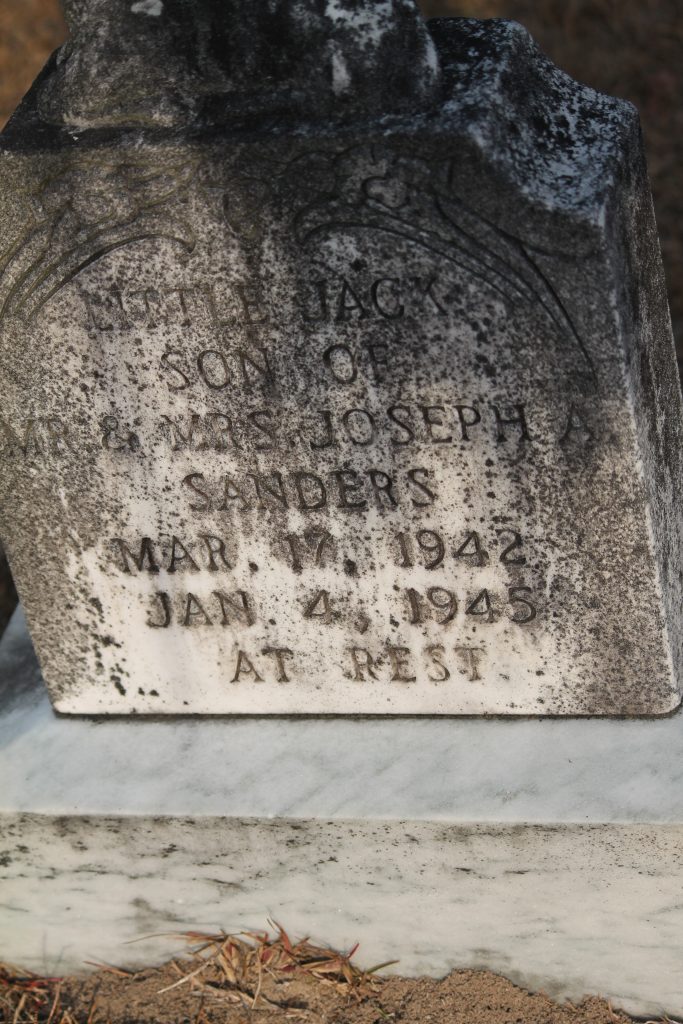 LITTLE JACK
SON OF
MR & MRS. JOSEPH A.
SANDERS
MAR. 17, 1942
JAN. 4, 1945
AT REST